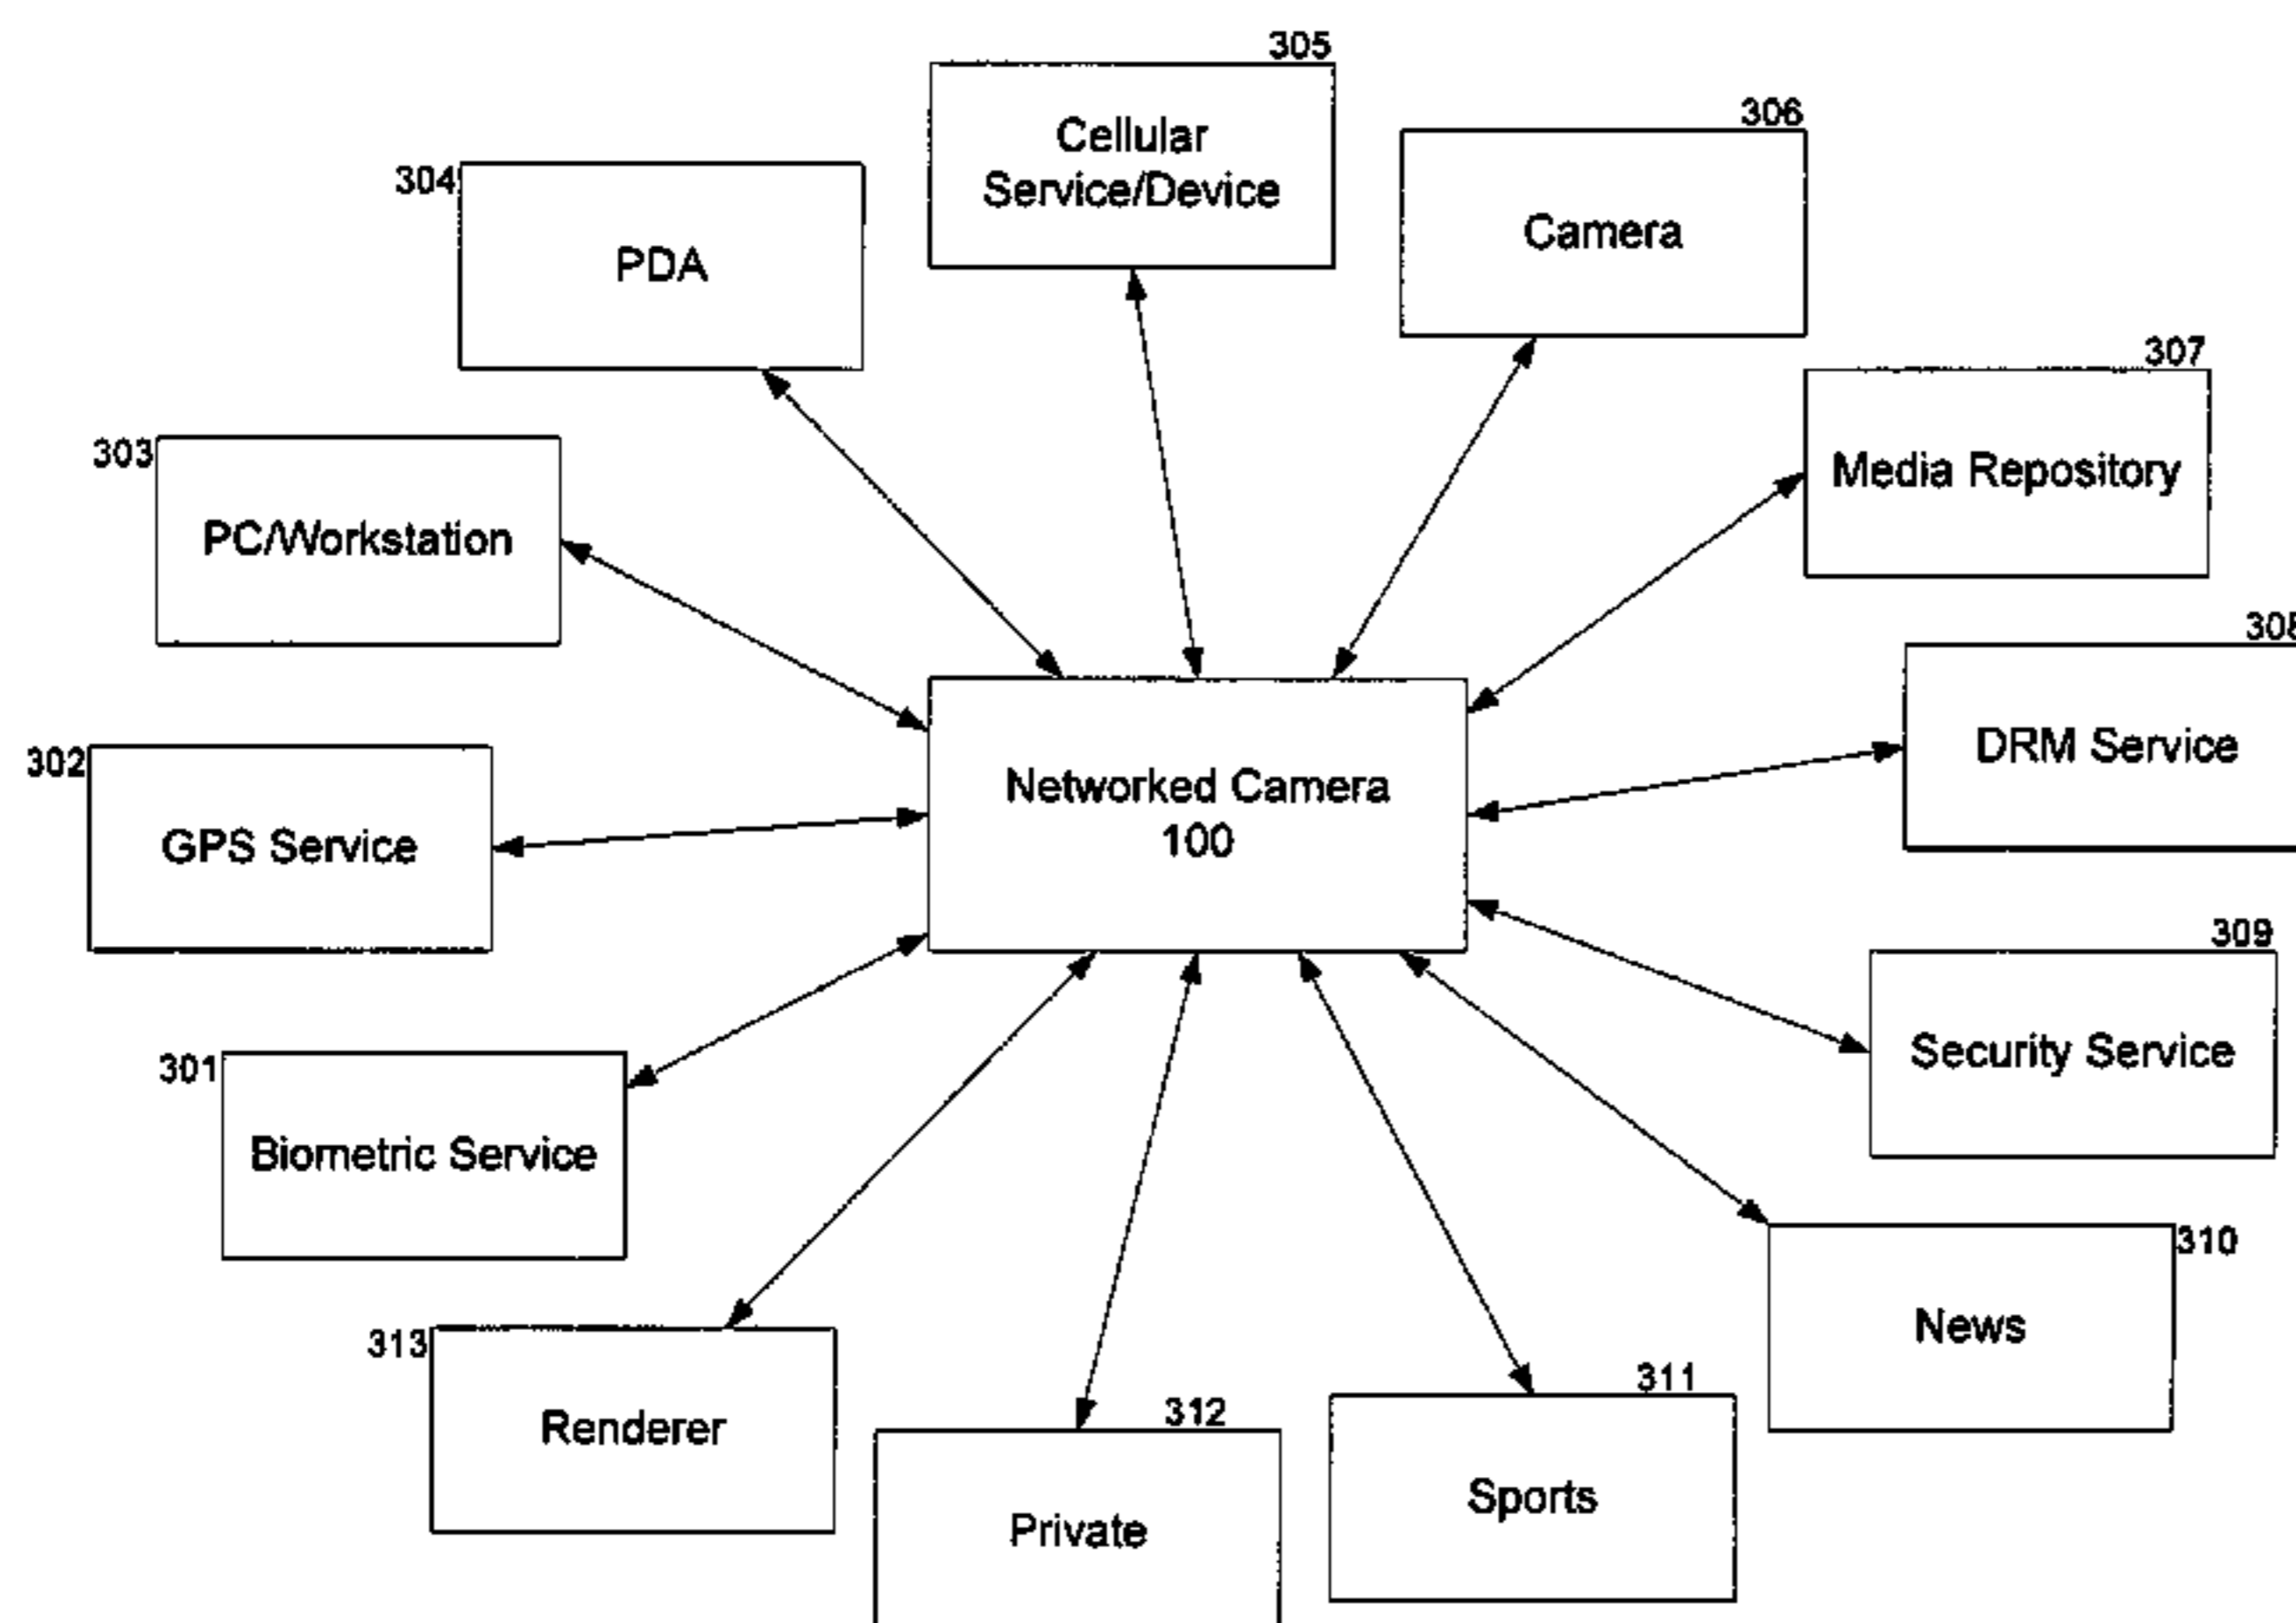 305
Cellular
Service/Device
306
Camera
304
PDA
307
Media Repository
303
PC/Workstation
308
DRM Service
302
GPS Service
Networked Camera
100
309
Security Service
301
Biometric Service
310
News
313
Renderer
311
Sports
312
Private